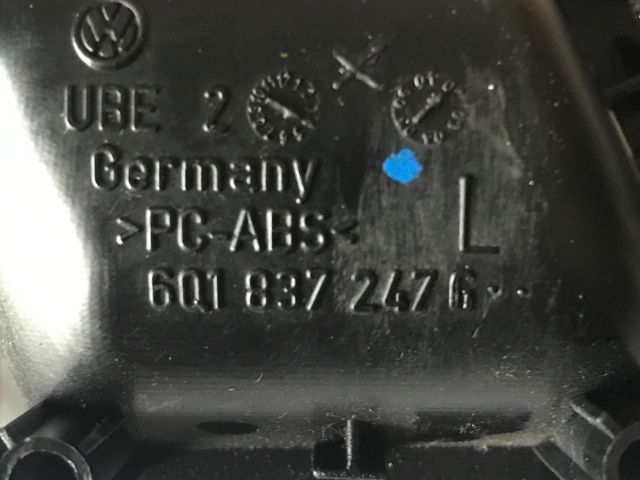 UBE 2
Germany
>PC-ABS< L
6Q1 837 247 G